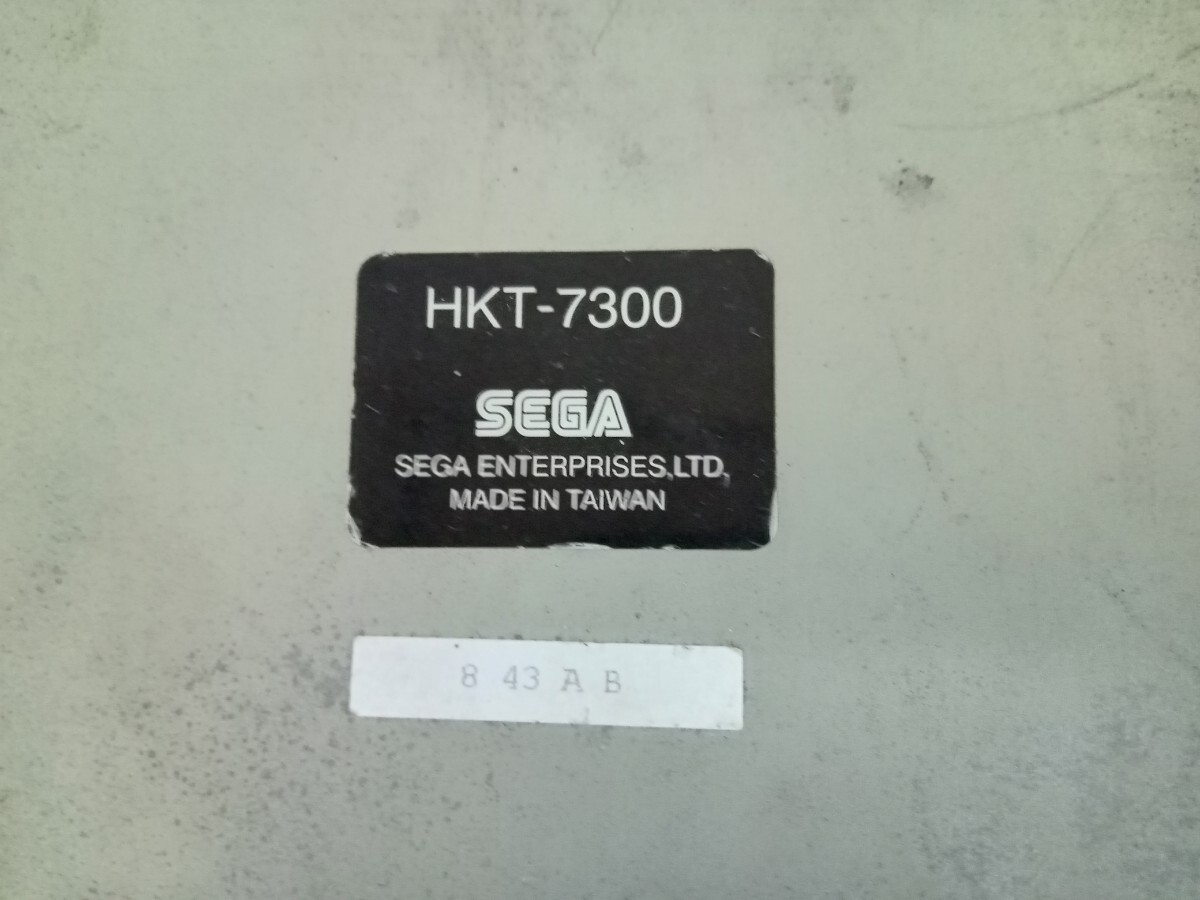 HKT-7300
SEGA
SEGA ENTERPRISES,LTD.
MADE IN TAIWAN
8 43 A B